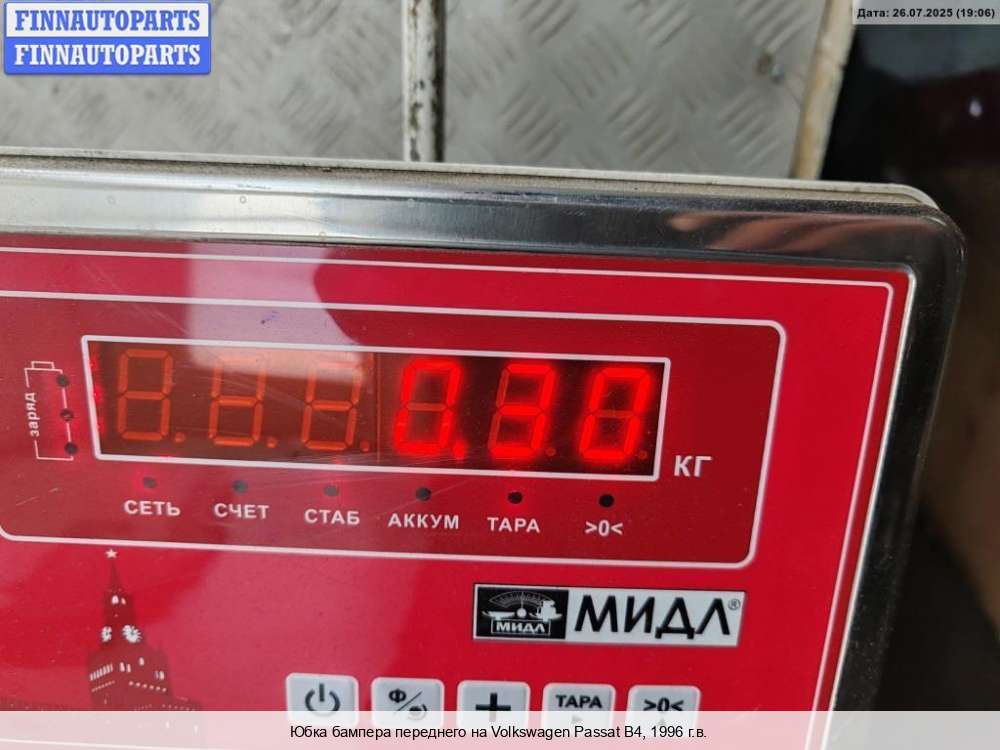 FINNAUTOPARTS
FINNAUTOPARTS
Дата: 26.07.2025 (19:06)
заряд
0.30
КГ
СЕТЬ СЧЕТ СТАБ АККУМ ТАРА >0<
МИДЛ МИДЛ®
Ф ТАРА >0<
Юбка бампера переднего на Volkswagen Passat B4, 1996 г.в.